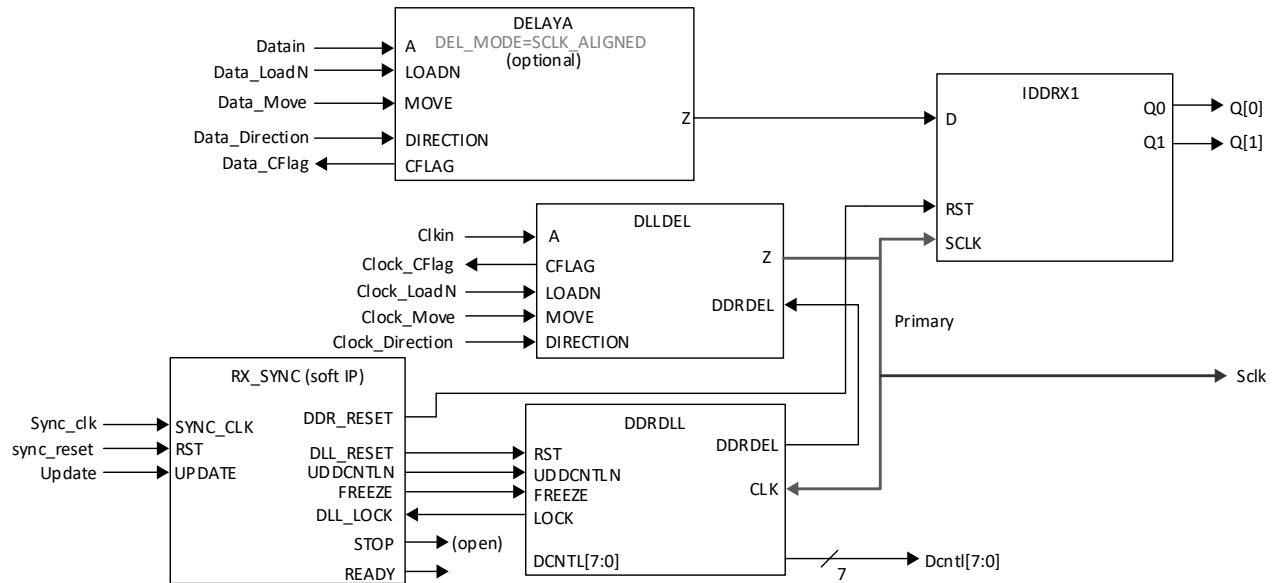 DELAYA
DEL_MODE=SCLK_ALIGNED
(optional)
Datain
A
Data_LoadN
LOADN
Data_Move
MOVE
Data_Direction
DIRECTION
Data_CFlag
CFLAG
Z
IDDRX1
D
Q0
Q[0]
Q1
Q[1]
RST
SCLK
DLLDEL
Clkin
A
Z
Clock_CFlag
CFLAG
Clock_LoadN
LOADN
DDRDEL
Clock_Move
MOVE
Clock_Direction
DIRECTION
Primary
Sclk
RX_SYNC (soft IP)
DDR_RESET
Sync_clk
SYNC_CLK
sync_reset
RST
Update
UPDATE
DLL_RESET
UDDCNTLN
FREEZE
DLL_LOCK
STOP
(open)
READY
DDRDLL
DDRDEL
RST
UDDCNTLN
CLK
FREEZE
LOCK
DCNTL[7:0]
7
Dcntl[7:0]